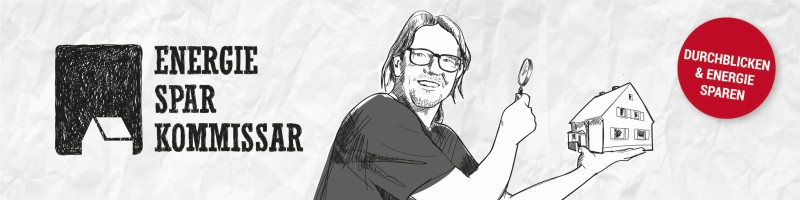 ENERGIE
SPAR
KOMMISSAR
DURCHBLICKEN
& ENERGIE
SPAREN